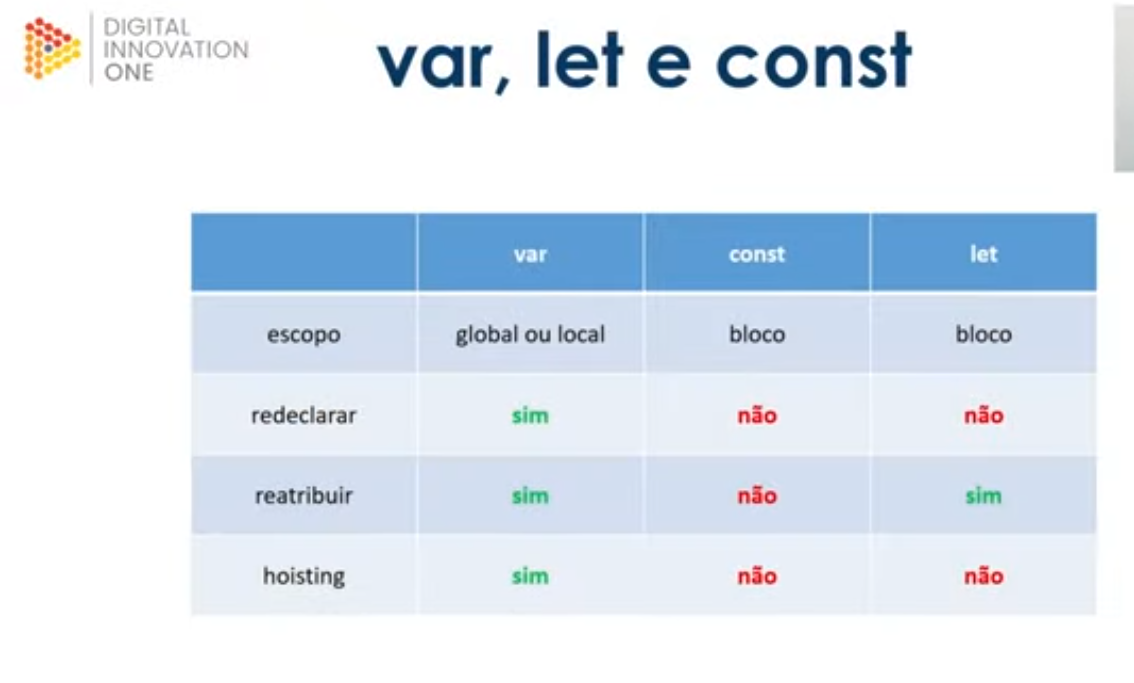 DIGITAL
INNOVATION
ONE
var, let e const
var const let
escopo global ou local bloco bloco
redeclarar sim não não
reatribuir sim não sim
hoisting sim não não